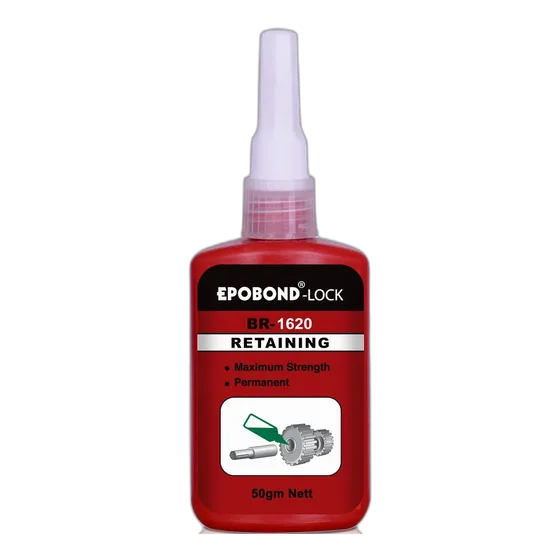 EPOBOND®-LOCK
BR-1620
RETAINING
• Maximum Strength
• Permanent
50gm Nett